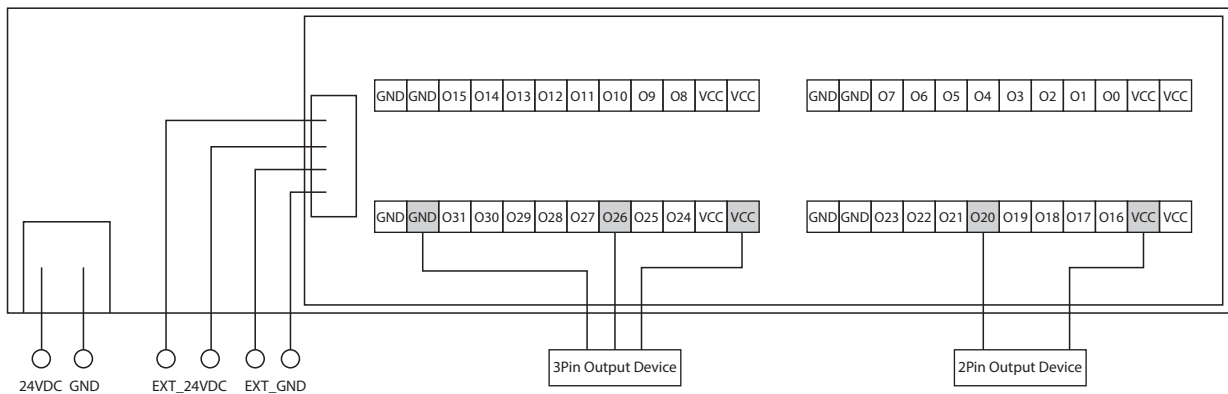 GND GND O15 O14 O13 O12 O11 O10 O9 O8 VCC VCC
GND GND O7 O6 O5 O4 O3 O2 O1 O0 VCC VCC
GND GND O31 O30 O29 O28 O27 O26 O25 O24 VCC VCC
GND GND O23 O22 O21 O20 O19 O18 O17 O16 VCC VCC
3Pin Output Device
2Pin Output Device
24VDC GND
EXT_24VDC
EXT_GND